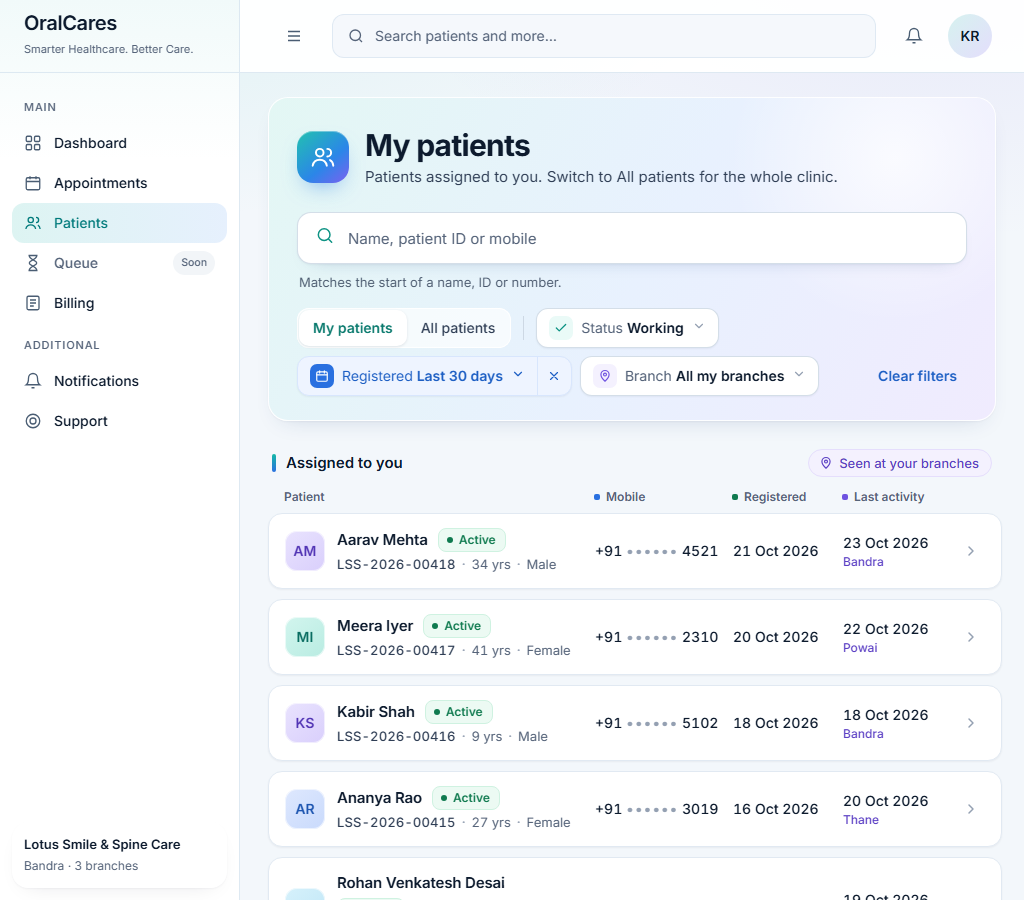 OralCares
Smarter Healthcare. Better Care.
Search patients and more...
KR
MAIN
Dashboard
Appointments
Patients
Queue Soon
Billing
ADDITIONAL
Notifications
Support
Lotus Smile & Spine Care
Bandra · 3 branches
My patients
Patients assigned to you. Switch to All patients for the whole clinic.
Name, patient ID or mobile
Matches the start of a name, ID or number.
My patients All patients Status Working
Registered Last 30 days Branch All my branches Clear filters
Assigned to you Seen at your branches
Patient Mobile Registered Last activity
AM Aarav Mehta Active
LSS-2026-00418 · 34 yrs · Male
+91 •••••• 4521 21 Oct 2026 23 Oct 2026
Bandra
MI Meera Iyer Active
LSS-2026-00417 · 41 yrs · Female
+91 •••••• 2310 20 Oct 2026 22 Oct 2026
Powai
KS Kabir Shah Active
LSS-2026-00416 · 9 yrs · Male
+91 •••••• 5102 18 Oct 2026 18 Oct 2026
Bandra
AR Ananya Rao Active
LSS-2026-00415 · 27 yrs · Female
+91 •••••• 3019 16 Oct 2026 20 Oct 2026
Thane
Rohan Venkatesh Desai
19 Oct 2026